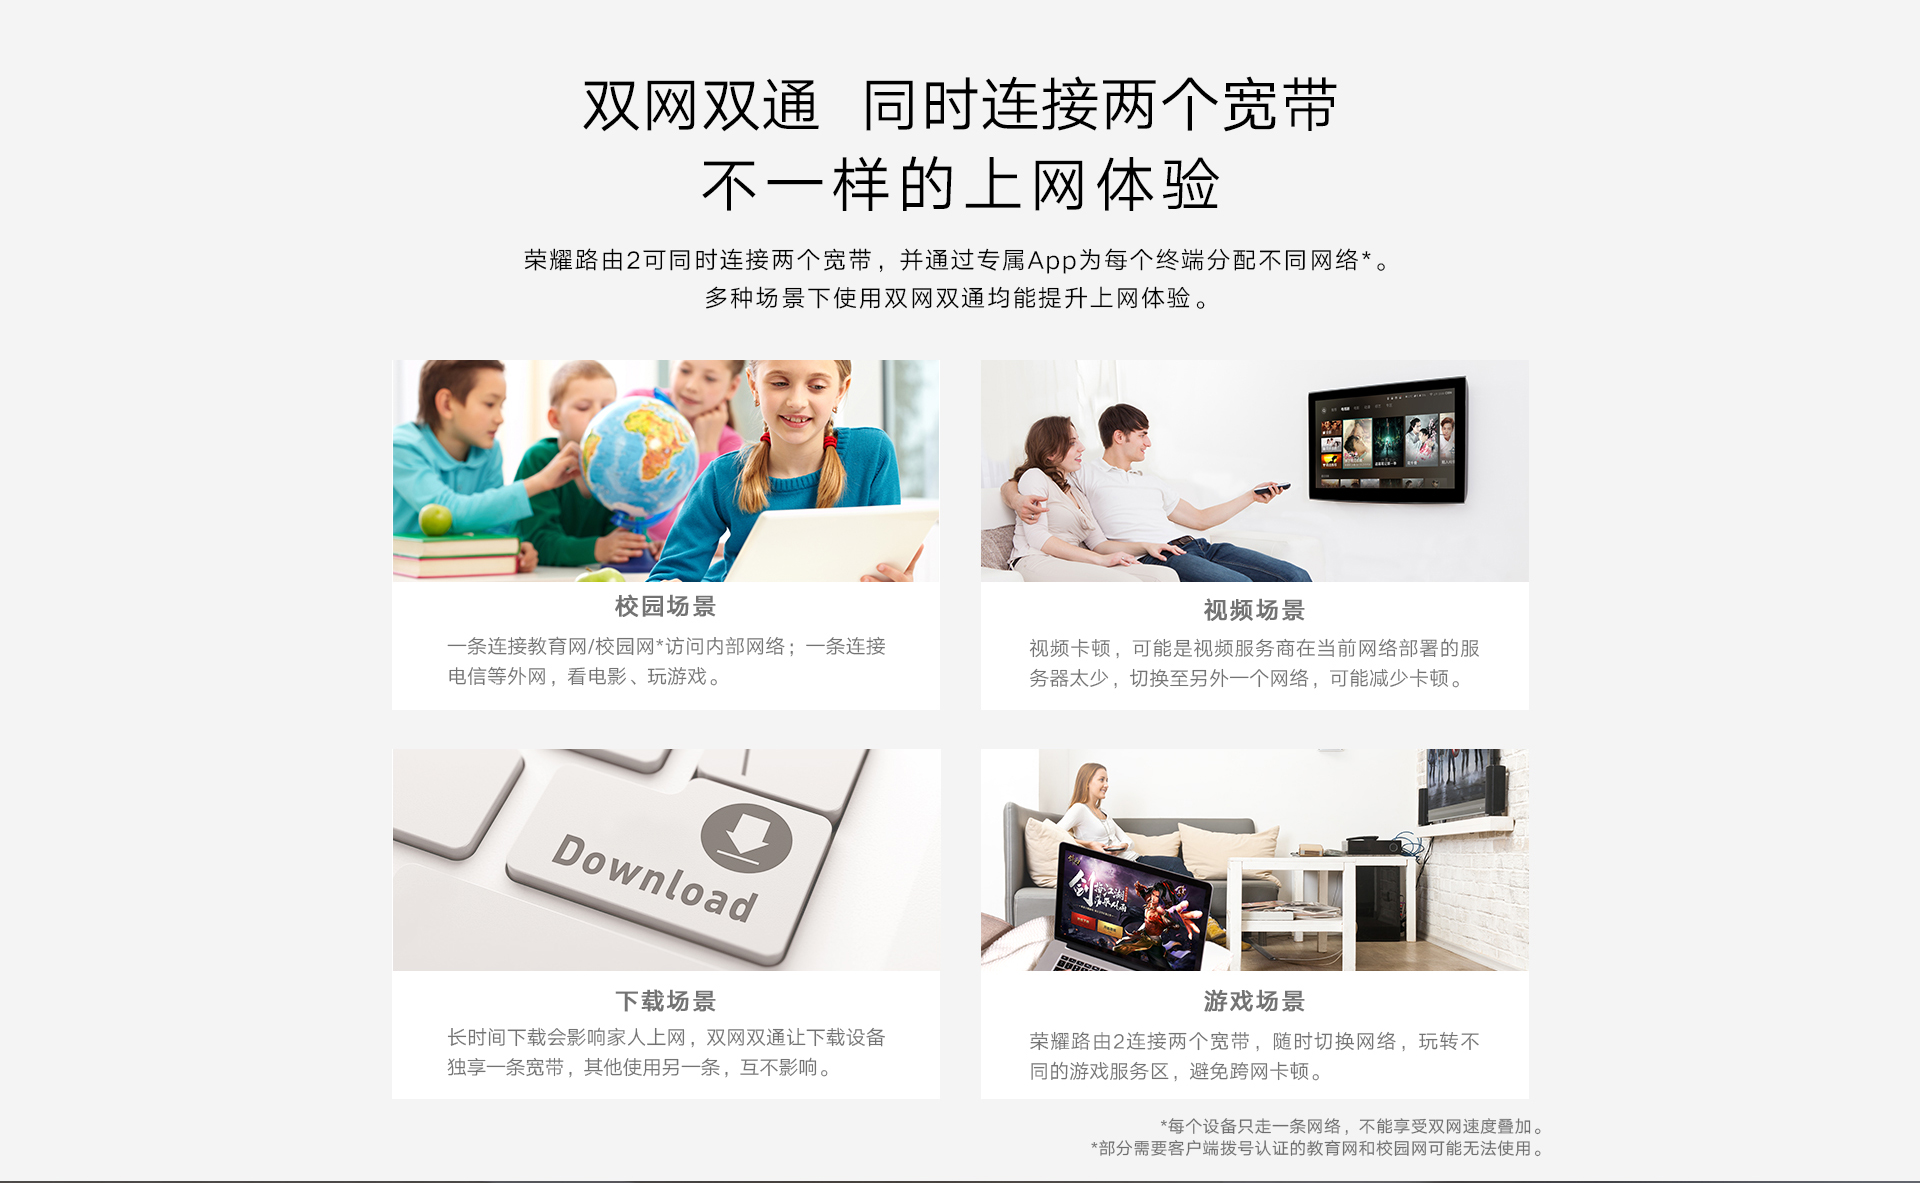 双网双通 同时连接两个宽带
不一样的上网体验
荣耀路由2可同时连接两个宽带，并通过专属App为每个终端分配不同网络*。
多种场景下使用双网双通均能提升上网体验。
校园场景
一条连接教育网/校园网*访问内部网络；一条连接
电信等外网，看电影、玩游戏。
视频场景
视频卡顿，可能是视频服务商在当前网络部署的服
务器太少，切换至另外一个网络，可能减少卡顿。
Download
下载场景
长时间下载会影响家人上网，双网双通让下载设备
独享一条宽带，其他使用另一条，互不影响。
游戏场景
荣耀路由2连接两个宽带，随时切换网络，玩转不
同的游戏服务区，避免跨网卡顿。
*每个设备只走一条网络，不能享受双网速度叠加。
*部分需要客户端拨号认证的教育网和校园网可能无法使用。